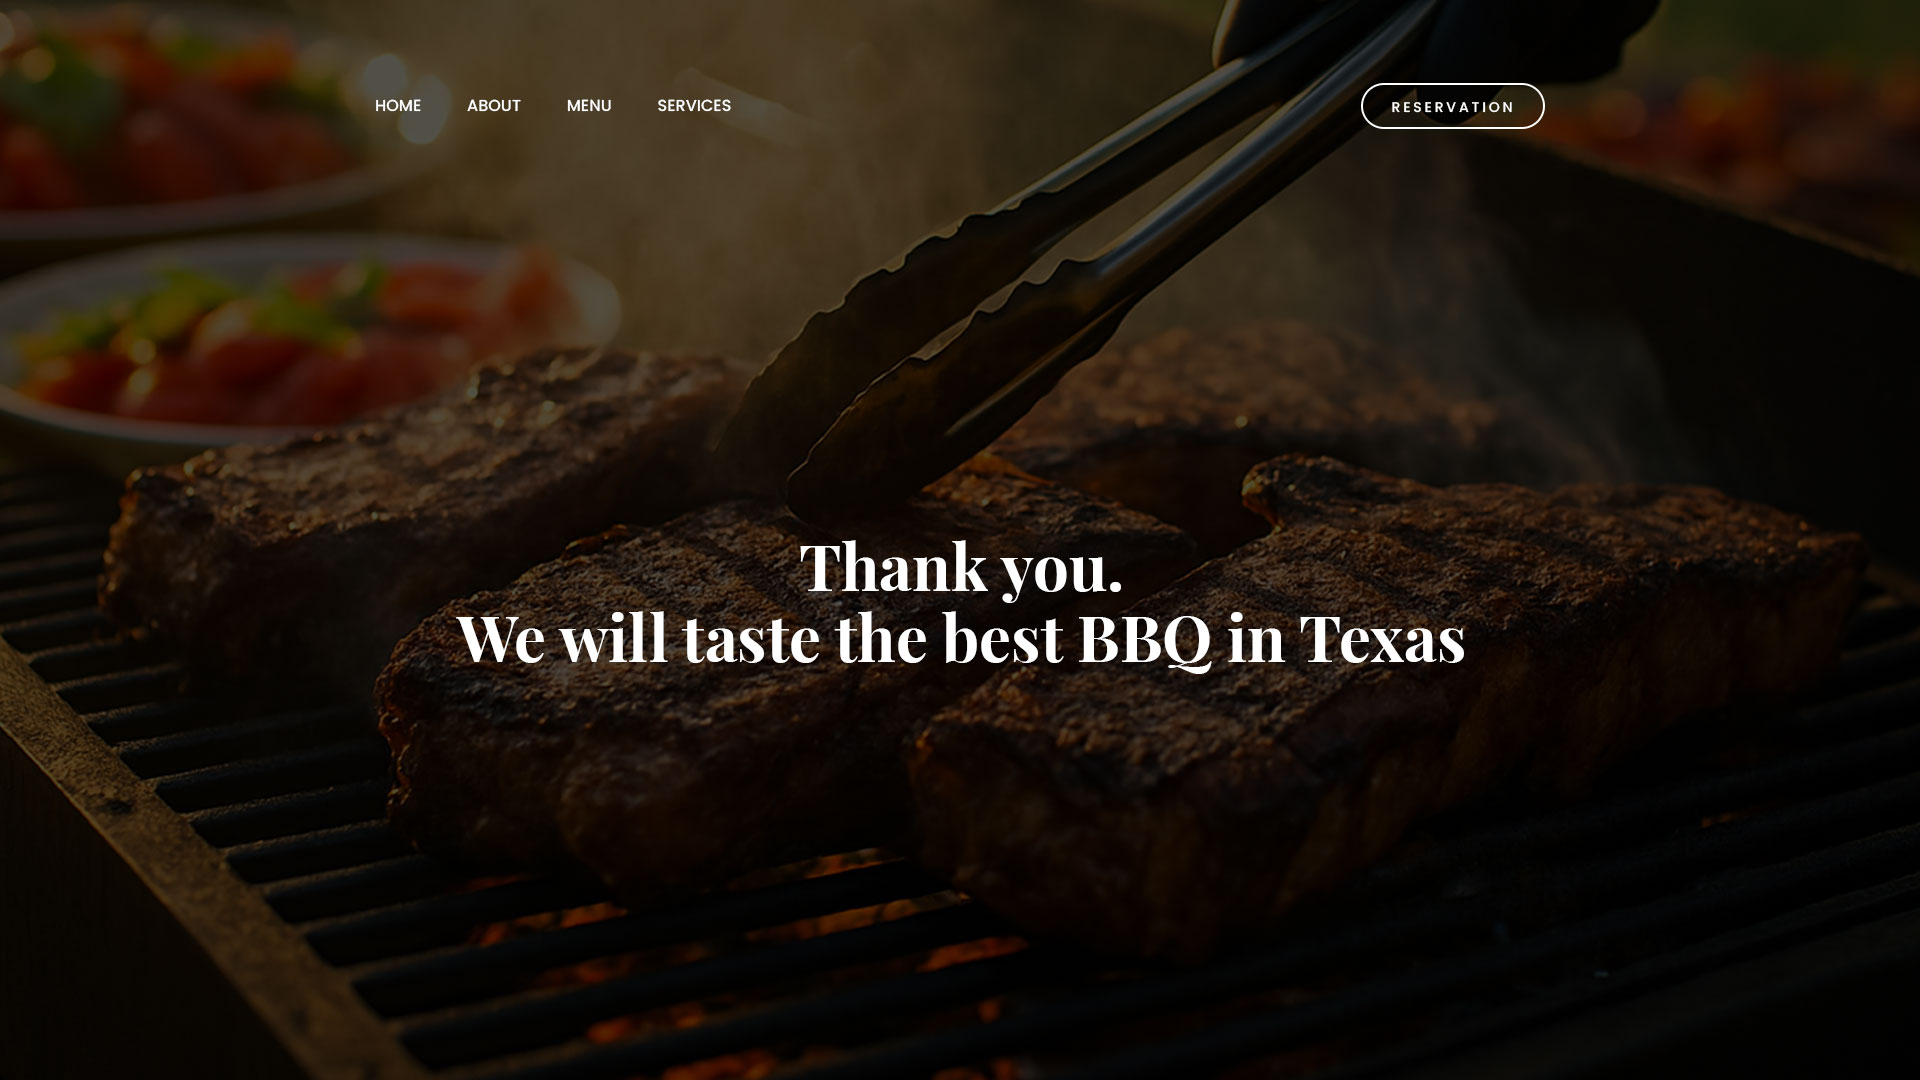 HOME ABOUT MENU SERVICES RESERVATION
Thank you.
We will taste the best BBQ in Texas